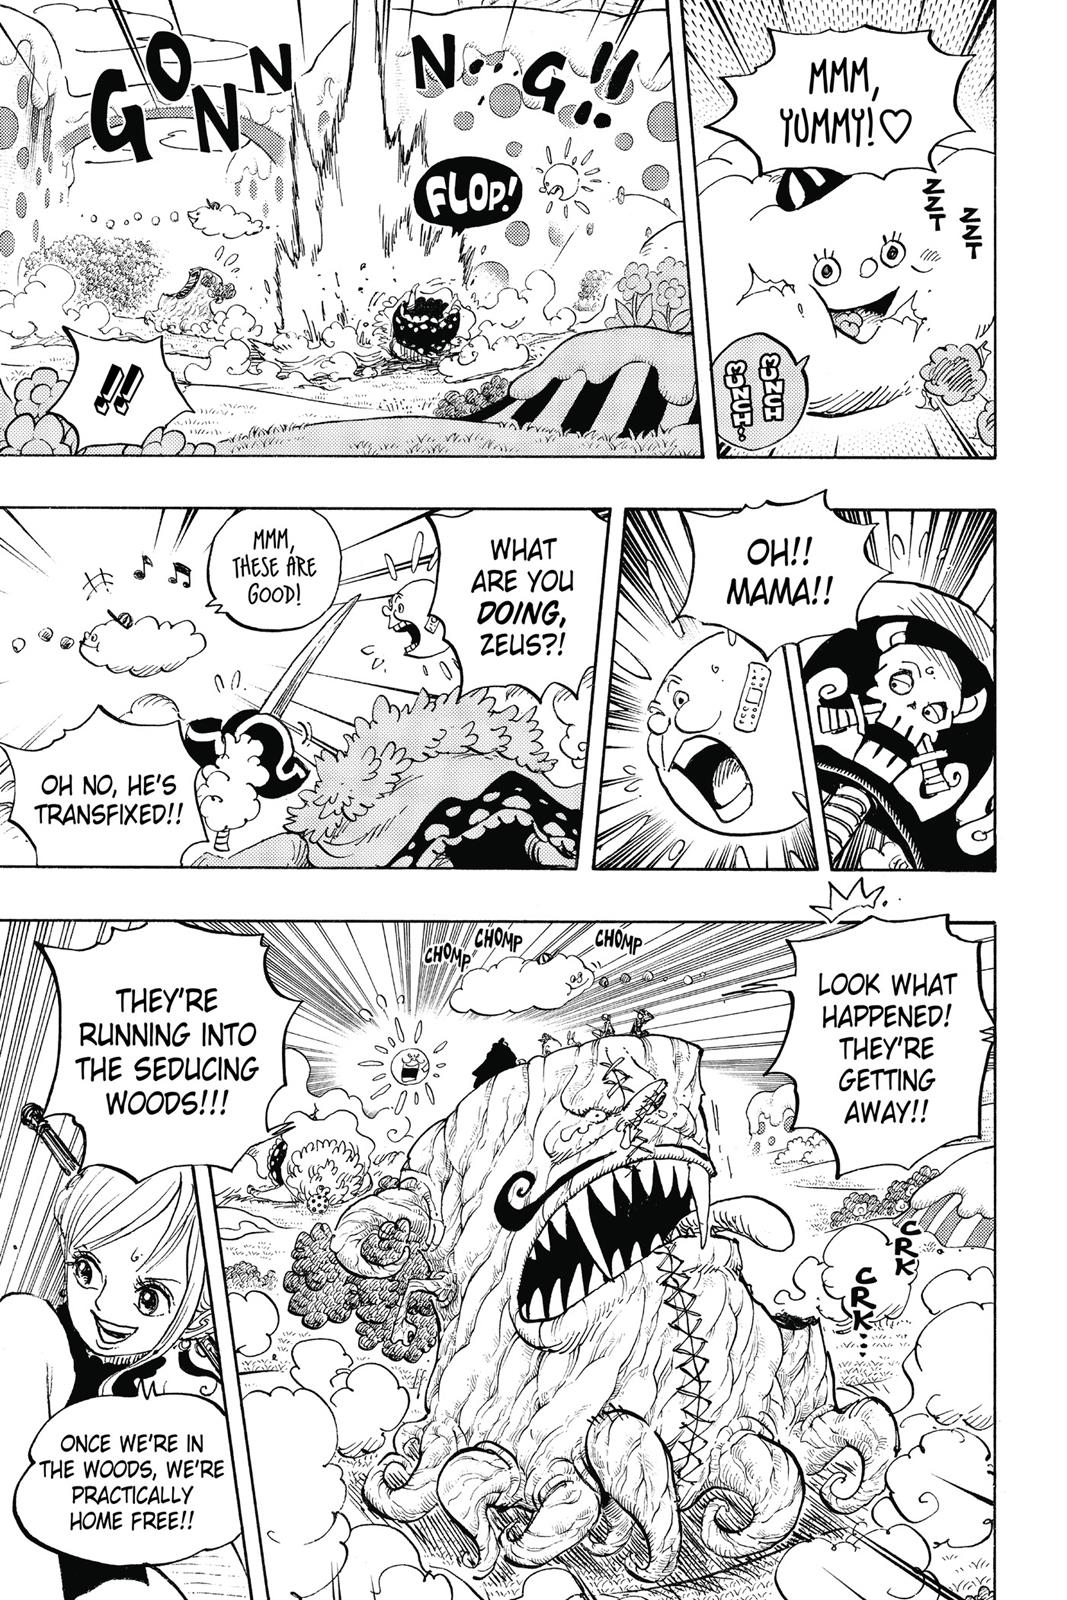 MMM,
YUMMY!♡
ZZT
ZZT
MUNCH
MUNCH:
GONNN...G!!
FLOP!
!!
OH!!
MAMA!!
WHAT
ARE YOU
DOING,
ZEUS?!
MMM,
THESE ARE
GOOD!
OH NO, HE'S
TRANSFIXED!!
LOOK WHAT
HAPPENED!
THEY'RE
GETTING
AWAY!!
CHOMP
CHOMP
CHOMP
CRK
CRK...
THEY'RE
RUNNING INTO
THE SEDUCING
WOODS!!!
ONCE WE'RE IN
THE WOODS, WE'RE
PRACTICALLY
HOME FREE!!